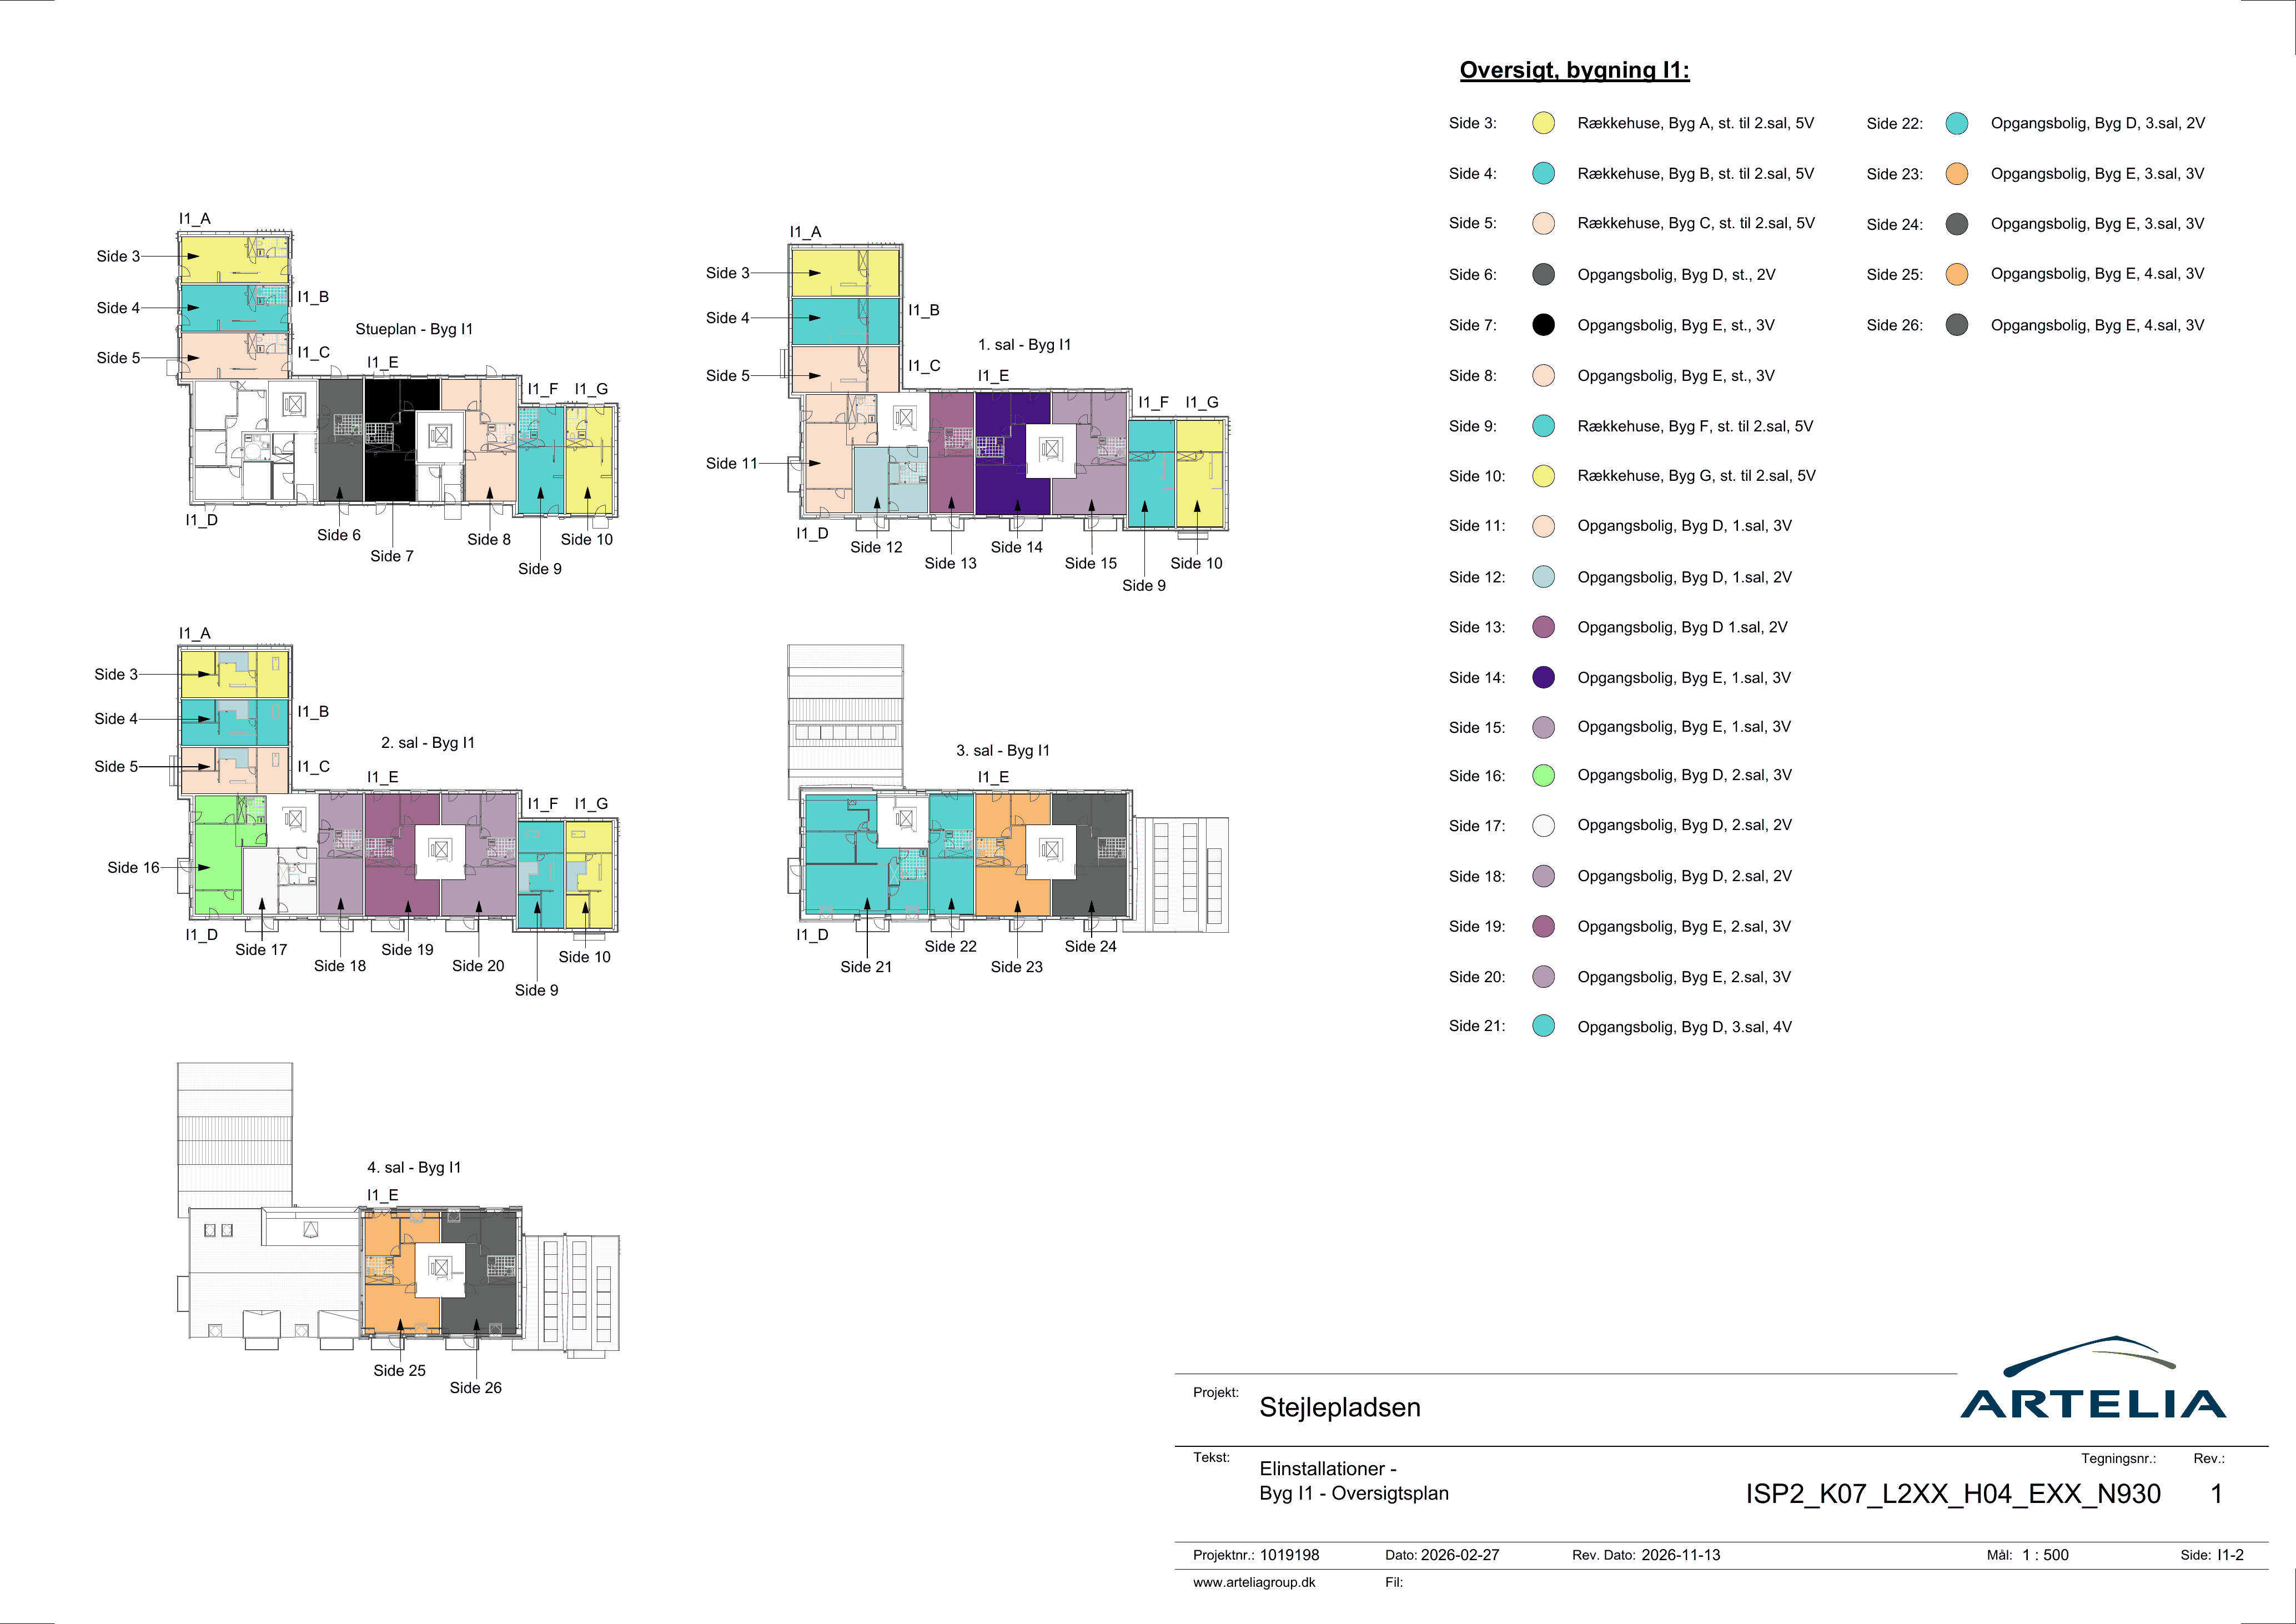 Oversigt, bygning I1:
Side 3: Rækkehuse, Byg A, st. til 2.sal, 5V
Side 4: Rækkehuse, Byg B, st. til 2.sal, 5V
Side 5: Rækkehuse, Byg C, st. til 2.sal, 5V
Side 6: Opgangsbolig, Byg D, st., 2V
Side 7: Opgangsbolig, Byg E, st., 3V
Side 8: Opgangsbolig, Byg E, st., 3V
Side 9: Rækkehuse, Byg F, st. til 2.sal, 5V
Side 10: Rækkehuse, Byg G, st. til 2.sal, 5V
Side 11: Opgangsbolig, Byg D, 1.sal, 3V
Side 12: Opgangsbolig, Byg D, 1.sal, 2V
Side 13: Opgangsbolig, Byg D 1.sal, 2V
Side 14: Opgangsbolig, Byg E, 1.sal, 3V
Side 15: Opgangsbolig, Byg E, 1.sal, 3V
Side 16: Opgangsbolig, Byg D, 2.sal, 3V
Side 17: Opgangsbolig, Byg D, 2.sal, 2V
Side 18: Opgangsbolig, Byg D, 2.sal, 2V
Side 19: Opgangsbolig, Byg E, 2.sal, 3V
Side 20: Opgangsbolig, Byg E, 2.sal, 3V
Side 21: Opgangsbolig, Byg D, 3.sal, 4V
Side 22: Opgangsbolig, Byg D, 3.sal, 2V
Side 23: Opgangsbolig, Byg E, 3.sal, 3V
Side 24: Opgangsbolig, Byg E, 3.sal, 3V
Side 25: Opgangsbolig, Byg E, 4.sal, 3V
Side 26: Opgangsbolig, Byg E, 4.sal, 3V
I1_A
Side 3
I1_B
Side 4
Stueplan - Byg I1
I1_C
Side 5
I1_E
I1_F
I1_G
I1_D
Side 6
Side 7
Side 8
Side 9
Side 10
I1_A
Side 3
I1_B
Side 4
1. sal - Byg I1
I1_C
Side 5
I1_E
I1_F
I1_G
Side 11
I1_D
Side 12
Side 13
Side 14
Side 15
Side 9
Side 10
I1_A
Side 3
I1_B
Side 4
2. sal - Byg I1
I1_C
Side 5
I1_E
I1_F
I1_G
Side 16
I1_D
Side 17
Side 18
Side 19
Side 20
Side 9
Side 10
3. sal - Byg I1
I1_E
I1_D
Side 21
Side 22
Side 23
Side 24
4. sal - Byg I1
I1_E
Side 25
Side 26
Projekt: Stejlepladsen
ARTELIA
Tekst: Elinstallationer -
Byg I1 - Oversigtsplan
Tegningsnr.: Rev.:
ISP2_K07_L2XX_H04_EXX_N930 1
Projektnr.: 1019198 Dato: 2026-02-27 Rev. Dato: 2026-11-13 Mål: 1 : 500 Side: I1-2
www.arteliagroup.dk Fil: